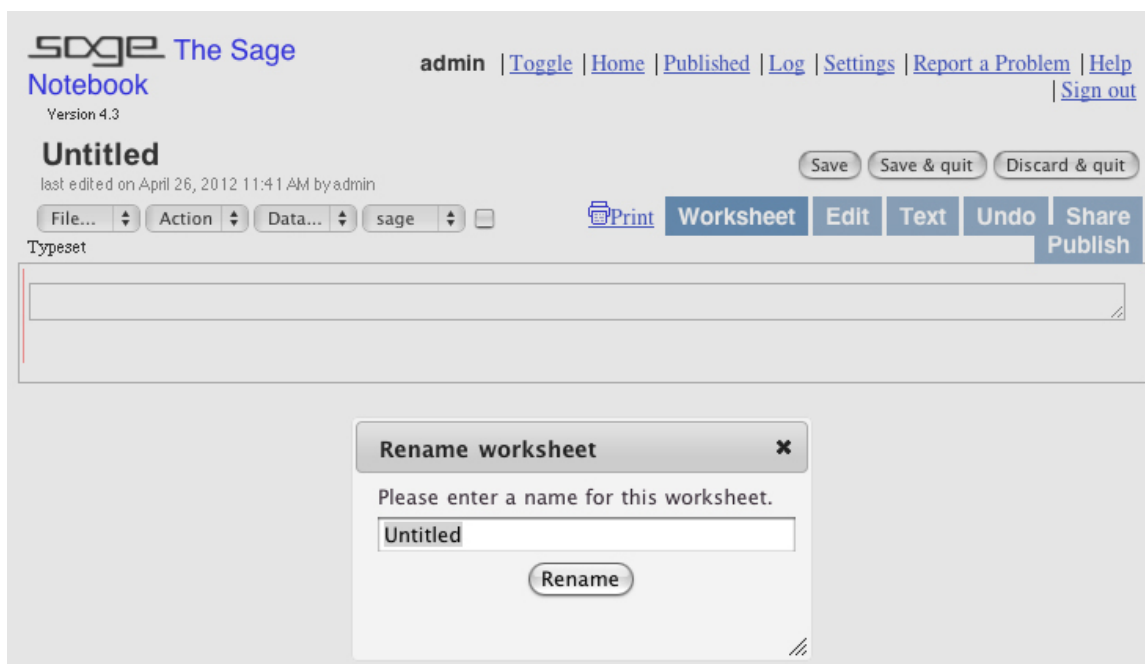 sage The Sage
Notebook
Version 4.3
admin | Toggle | Home | Published | Log | Settings | Report a Problem | Help
| Sign out
Untitled
last edited on April 26, 2012 11:41 AM by admin
Save Save & quit Discard & quit
File... Action Data... sage
Typeset
Print Worksheet Edit Text Undo Share
Publish
Rename worksheet
Please enter a name for this worksheet.
Untitled
Rename